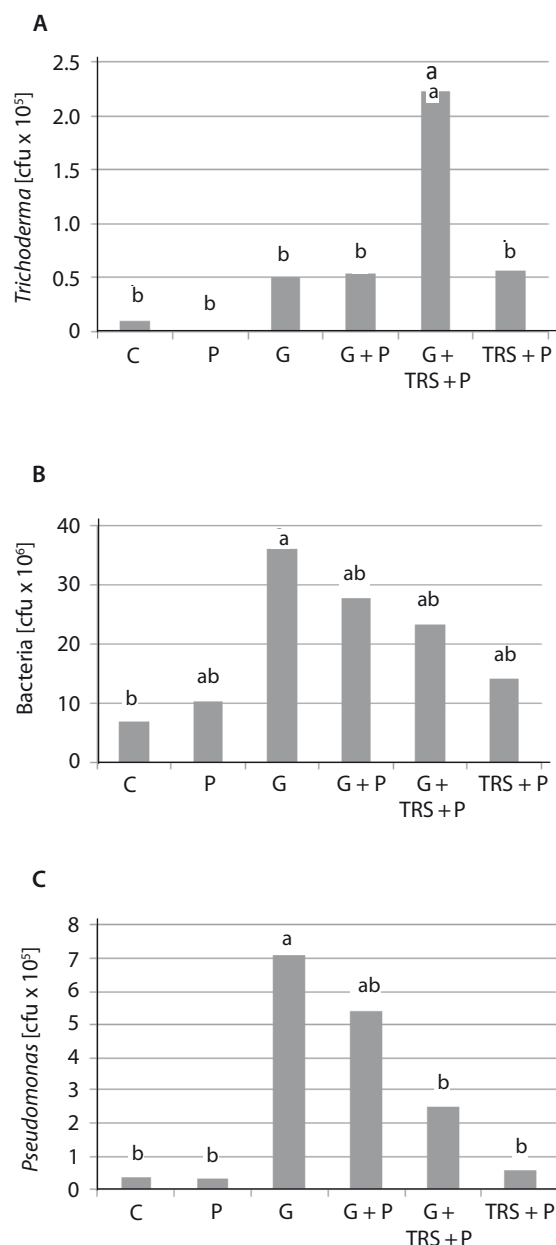 A
Trichoderma [cfu x 10⁵]
2.5
2.0
1.5
1.0
0.5
0
b
b
b
b
a
a
b
C
P
G
G + P
G +
TRS + P
TRS + P
B
Bacteria [cfu x 10⁶]
40
30
20
10
0
b
ab
a
ab
ab
ab
C
P
G
G + P
G +
TRS + P
TRS + P
C
Pseudomonas [cfu x 10⁵]
8
7
6
5
4
3
2
1
0
b
b
a
ab
b
b
C
P
G
G + P
G +
TRS + P
TRS + P